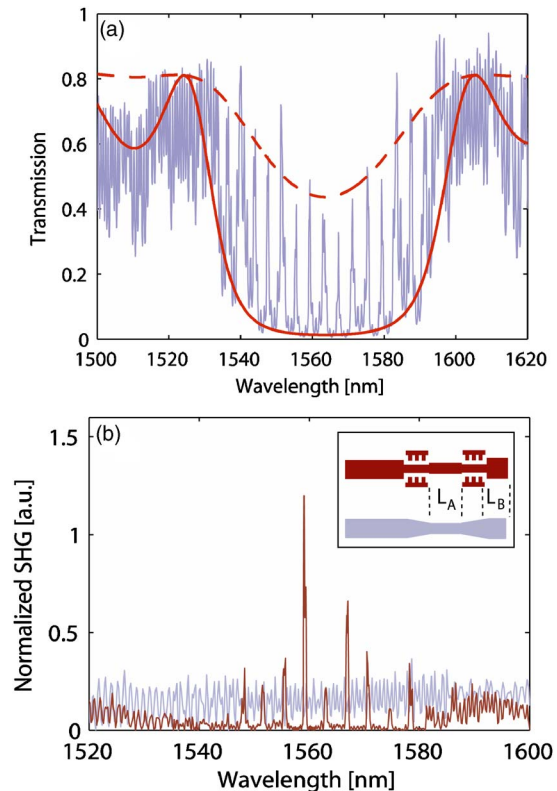 (a)
Transmission
1
0.8
0.6
0.4
0.2
0
1500 1520 1540 1560 1580 1600 1620
Wavelength [nm]
(b)
Normalized SHG [a.u.]
1.5
1
0.5
0
L_A L_B
1520 1540 1560 1580 1600
Wavelength [nm]